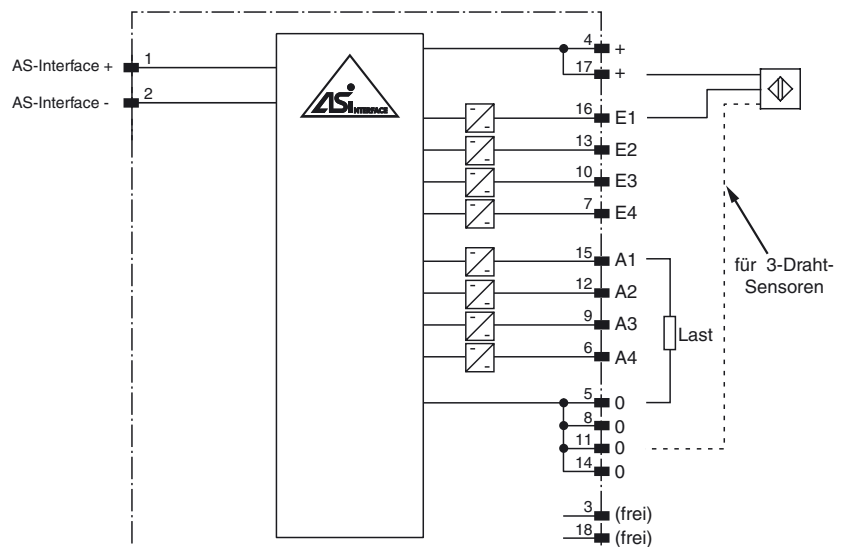 AS-Interface +
1
AS-Interface -
2
ASi INTERFACE
4
+
17
+
16
E1
13
E2
10
E3
7
E4
15
A1
12
A2
9
A3
6
A4
5
0
8
0
11
0
14
0
3
(frei)
18
(frei)
Last
für 3-Draht-
Sensoren